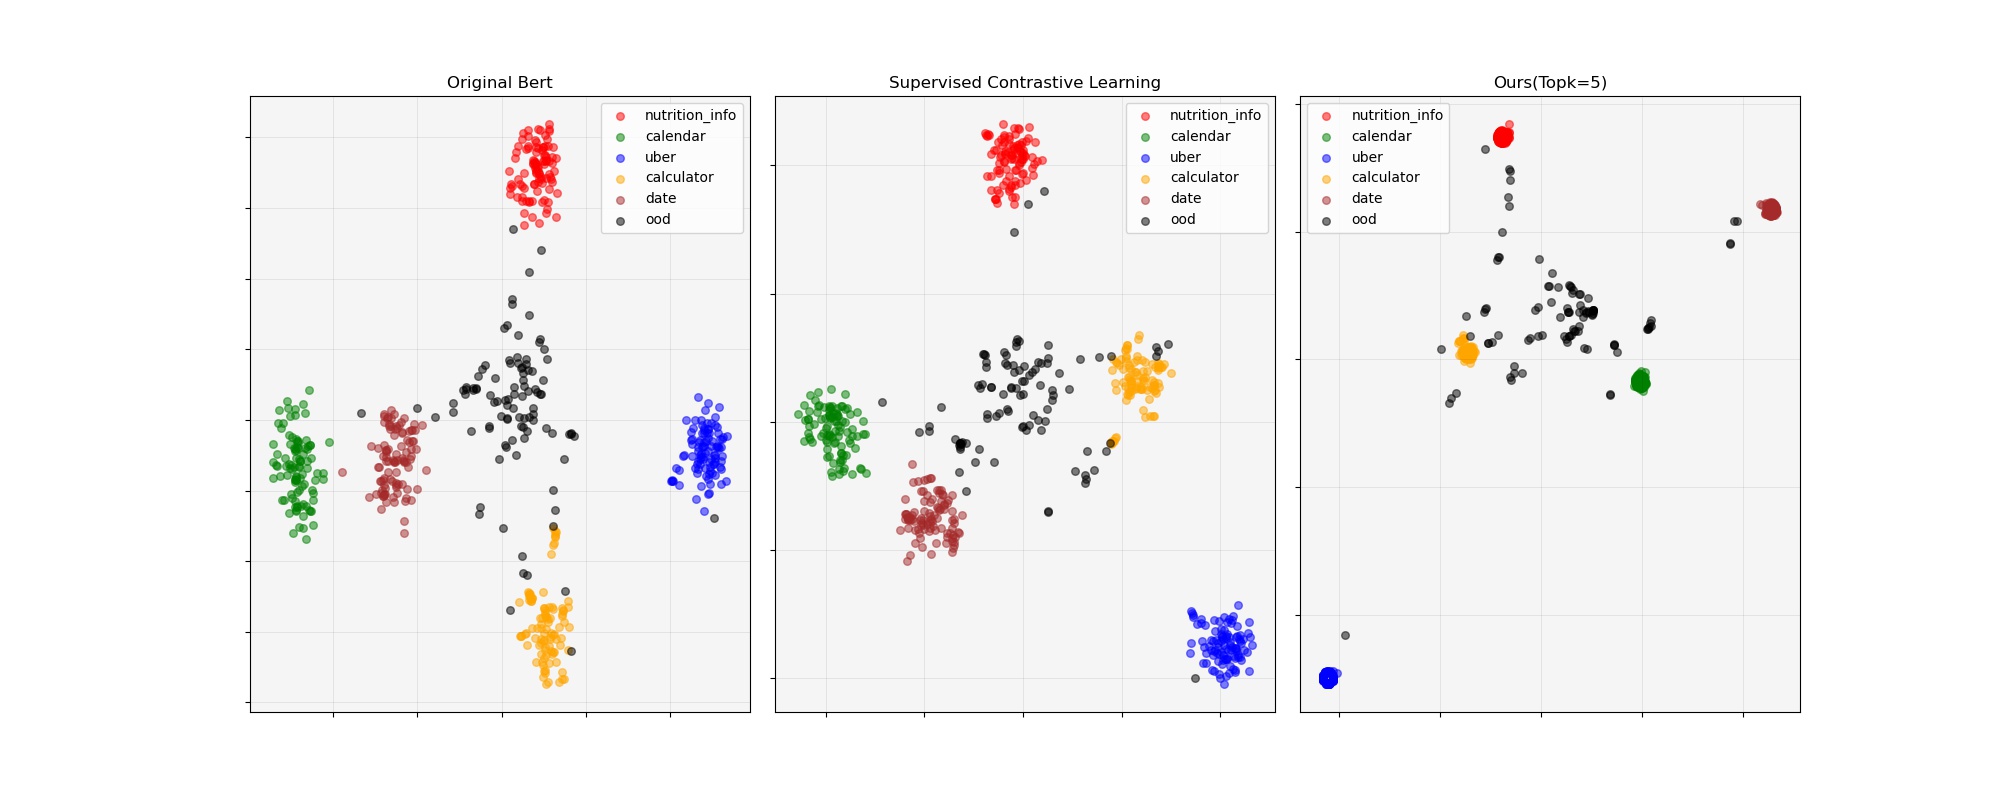 Original Bert
nutrition_info
calendar
uber
calculator
date
ood
Supervised Contrastive Learning
nutrition_info
calendar
uber
calculator
date
ood
Ours(Topk=5)
nutrition_info
calendar
uber
calculator
date
ood